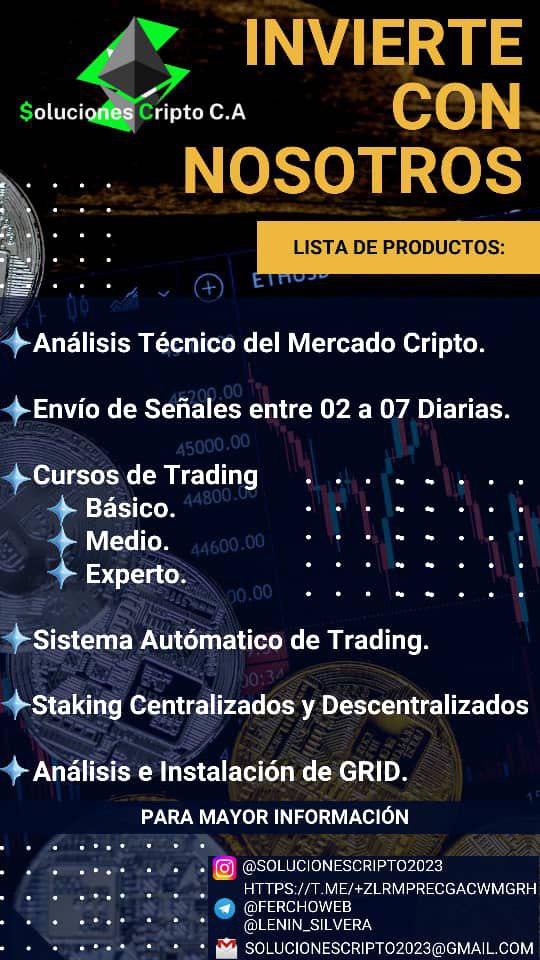 $oluciones Cripto C.A
INVIERTE
CON
NOSOTROS
LISTA DE PRODUCTOS:
ETHUSD
Análisis Técnico del Mercado Cripto.
Envío de Señales entre 02 a 07 Diarias.
45200.00
45000.00
Cursos de Trading
44800.00
Básico.
Medio.
44600.00
Experto.
Sistema Autómatico de Trading.
Staking Centralizados y Descentralizados
Análisis e Instalación de GRID.
PARA MAYOR INFORMACIÓN
@SOLUCIONESCRIPTO2023
HTTPS://T.ME/+ZLRMPRECGACWMGRH
@FERCHOWEB
@LENIN_SILVERA
SOLUCIONESCRIPTO2023@GMAIL.COM